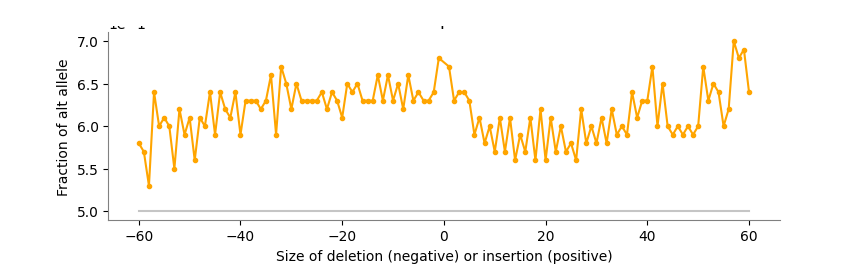 7.0
6.5
6.0
5.5
5.0
Fraction of alt allele
−60 −40 −20 0 20 40 60
Size of deletion (negative) or insertion (positive)